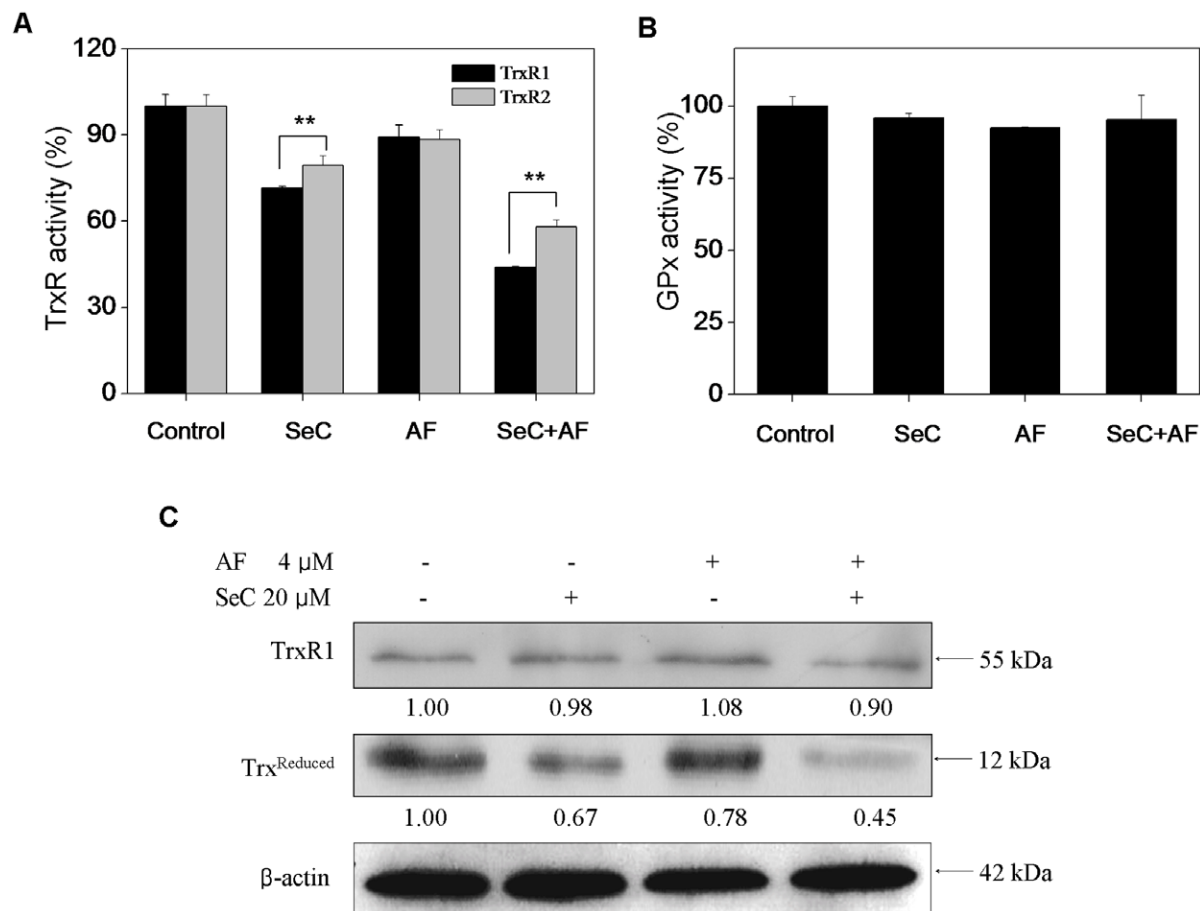 A
TrxR activity (%)
120
90
60
30
0
TrxR1
TrxR2
**
**
Control SeC AF SeC+AF
B
GPx activity (%)
100
75
50
25
0
Control SeC AF SeC+AF
C
AF 4 μM - - + +
SeC 20 μM - + - +
TrxR1 55 kDa
1.00 0.98 1.08 0.90
Trx^Reduced 12 kDa
1.00 0.67 0.78 0.45
β-actin 42 kDa